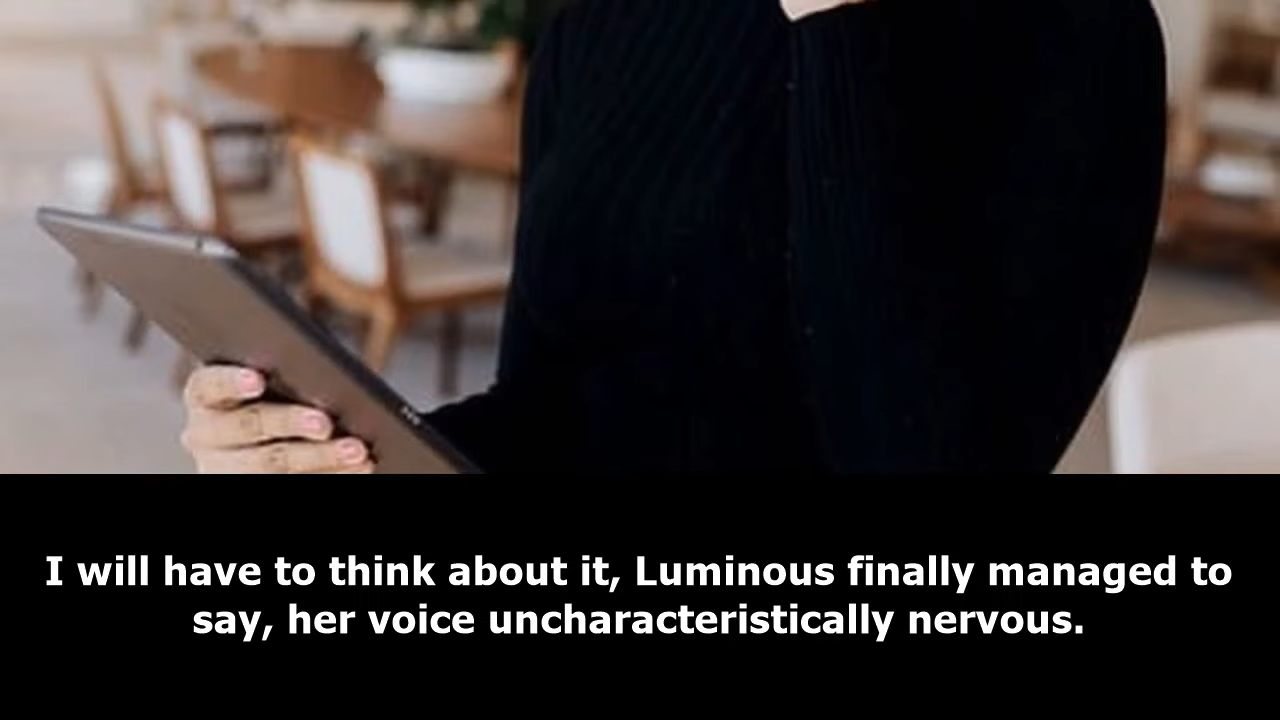 I will have to think about it, Luminous finally managed to
say, her voice uncharacteristically nervous.